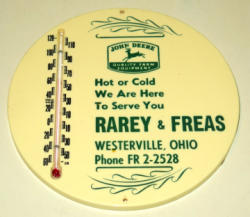 JOHN DEERE
QUALITY FARM
EQUIPMENT
Hot or Cold
We Are Here
To Serve You
RAREY & FREAS
WESTERVILLE, OHIO
Phone FR 2-2528